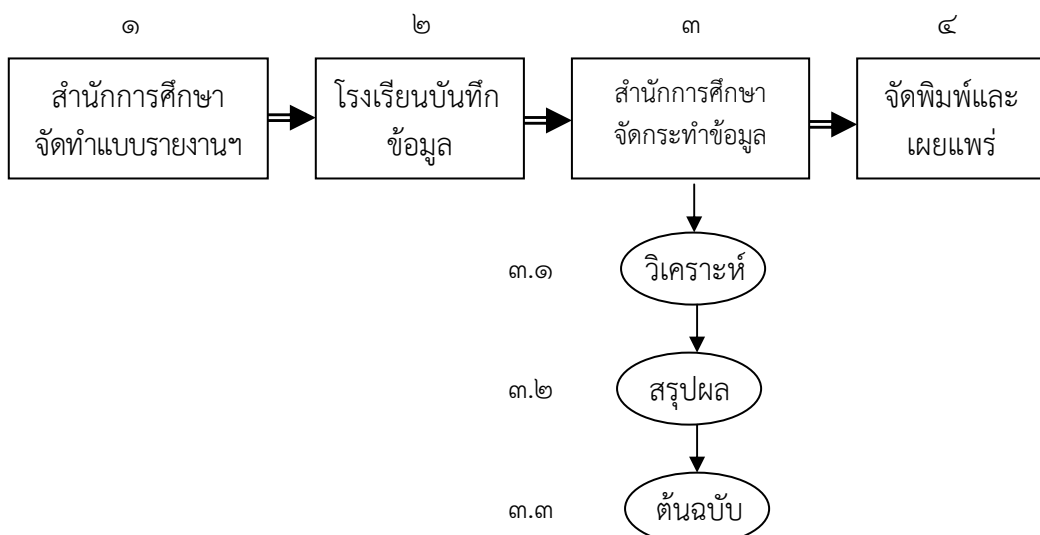 ๑
๒
๓
๔
สำนักการศึกษา
จัดทำแบบรายงานฯ
โรงเรียนบันทึก
ข้อมูล
สำนักการศึกษา
จัดกระทำข้อมูล
จัดพิมพ์และ
เผยแพร่
๓.๑
วิเคราะห์
๓.๒
สรุปผล
๓.๓
ต้นฉบับ